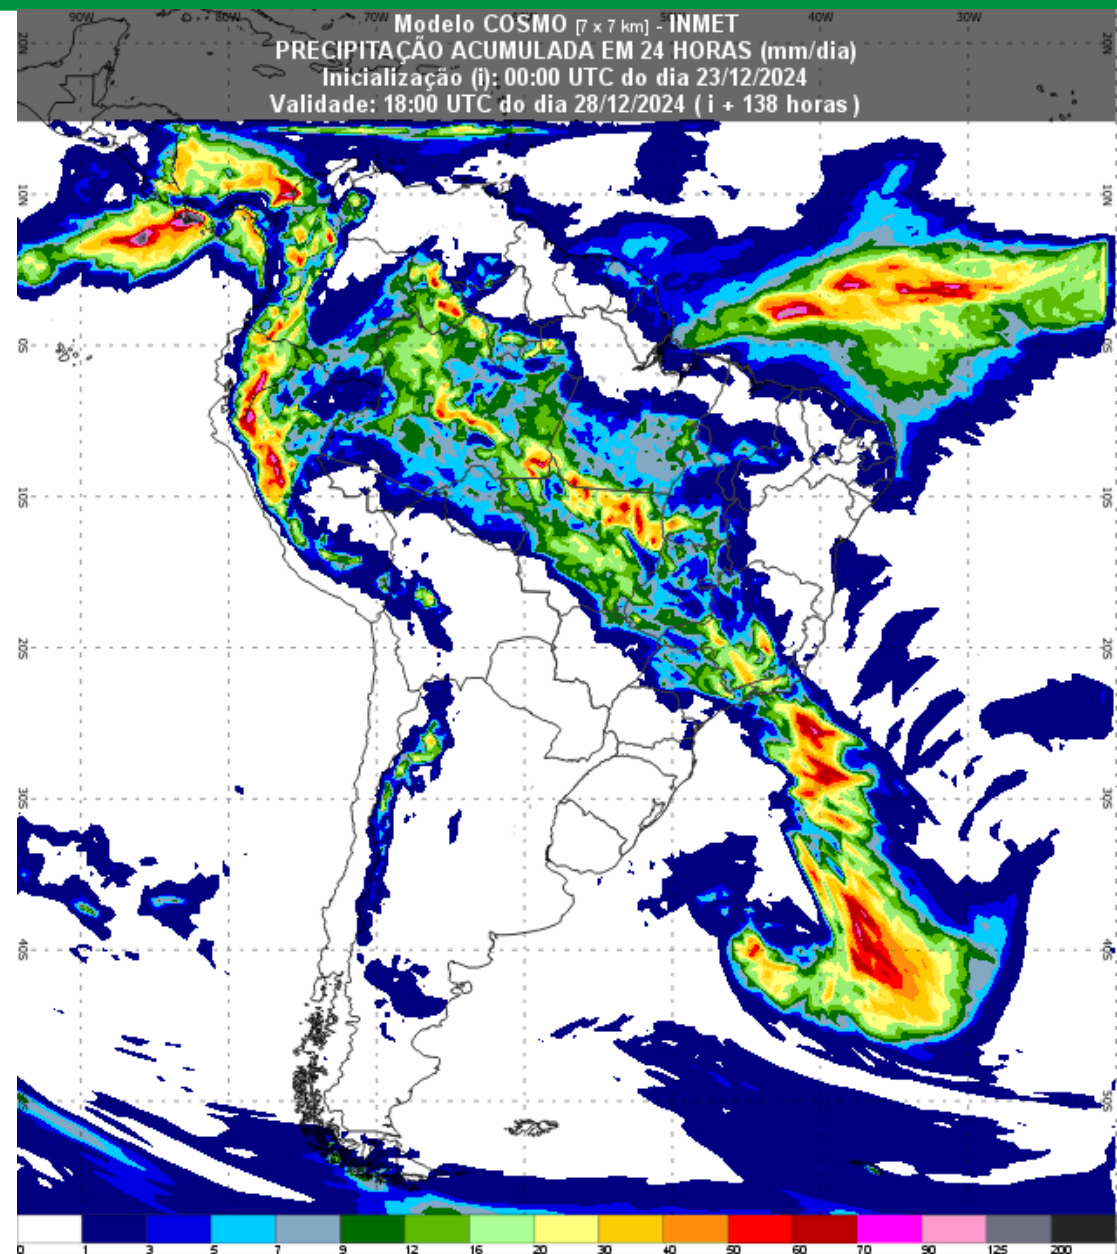 90W 80W 70W 60W 50W 40W 30W
Modelo COSMO [7 x 7 km] - INMET
PRECIPITAÇÃO ACUMULADA EM 24 HORAS (mm/dia)
Inicialização (i): 00:00 UTC do dia 23/12/2024
Validade: 18:00 UTC do dia 28/12/2024 ( i + 138 horas )
20N 20N
10N 10N
0S 0S
10S 10S
20S 20S
30S 30S
40S 40S
50S
0 1 3 5 7 9 12 16 20 30 40 50 60 70 90 125 200